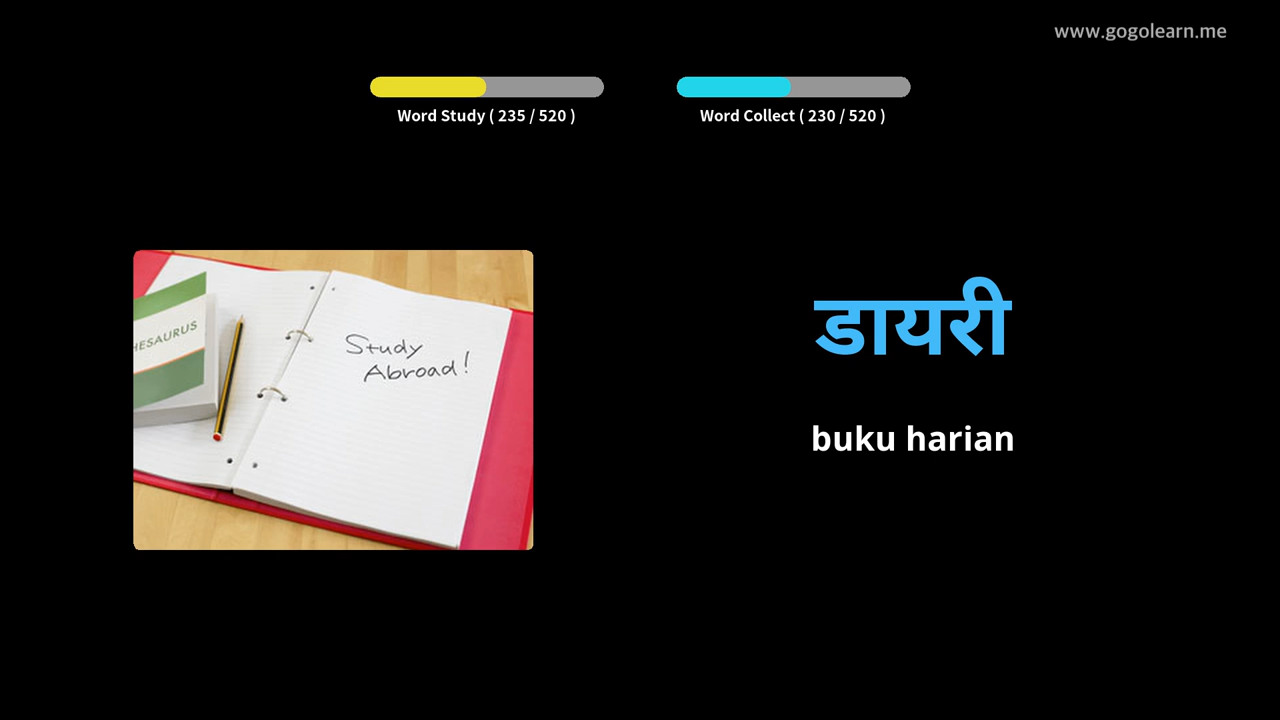 www.gogolearn.me
Word Study ( 235 / 520 )
Word Collect ( 230 / 520 )
HESAURUS
Study
Abroad!
डायरी
buku harian